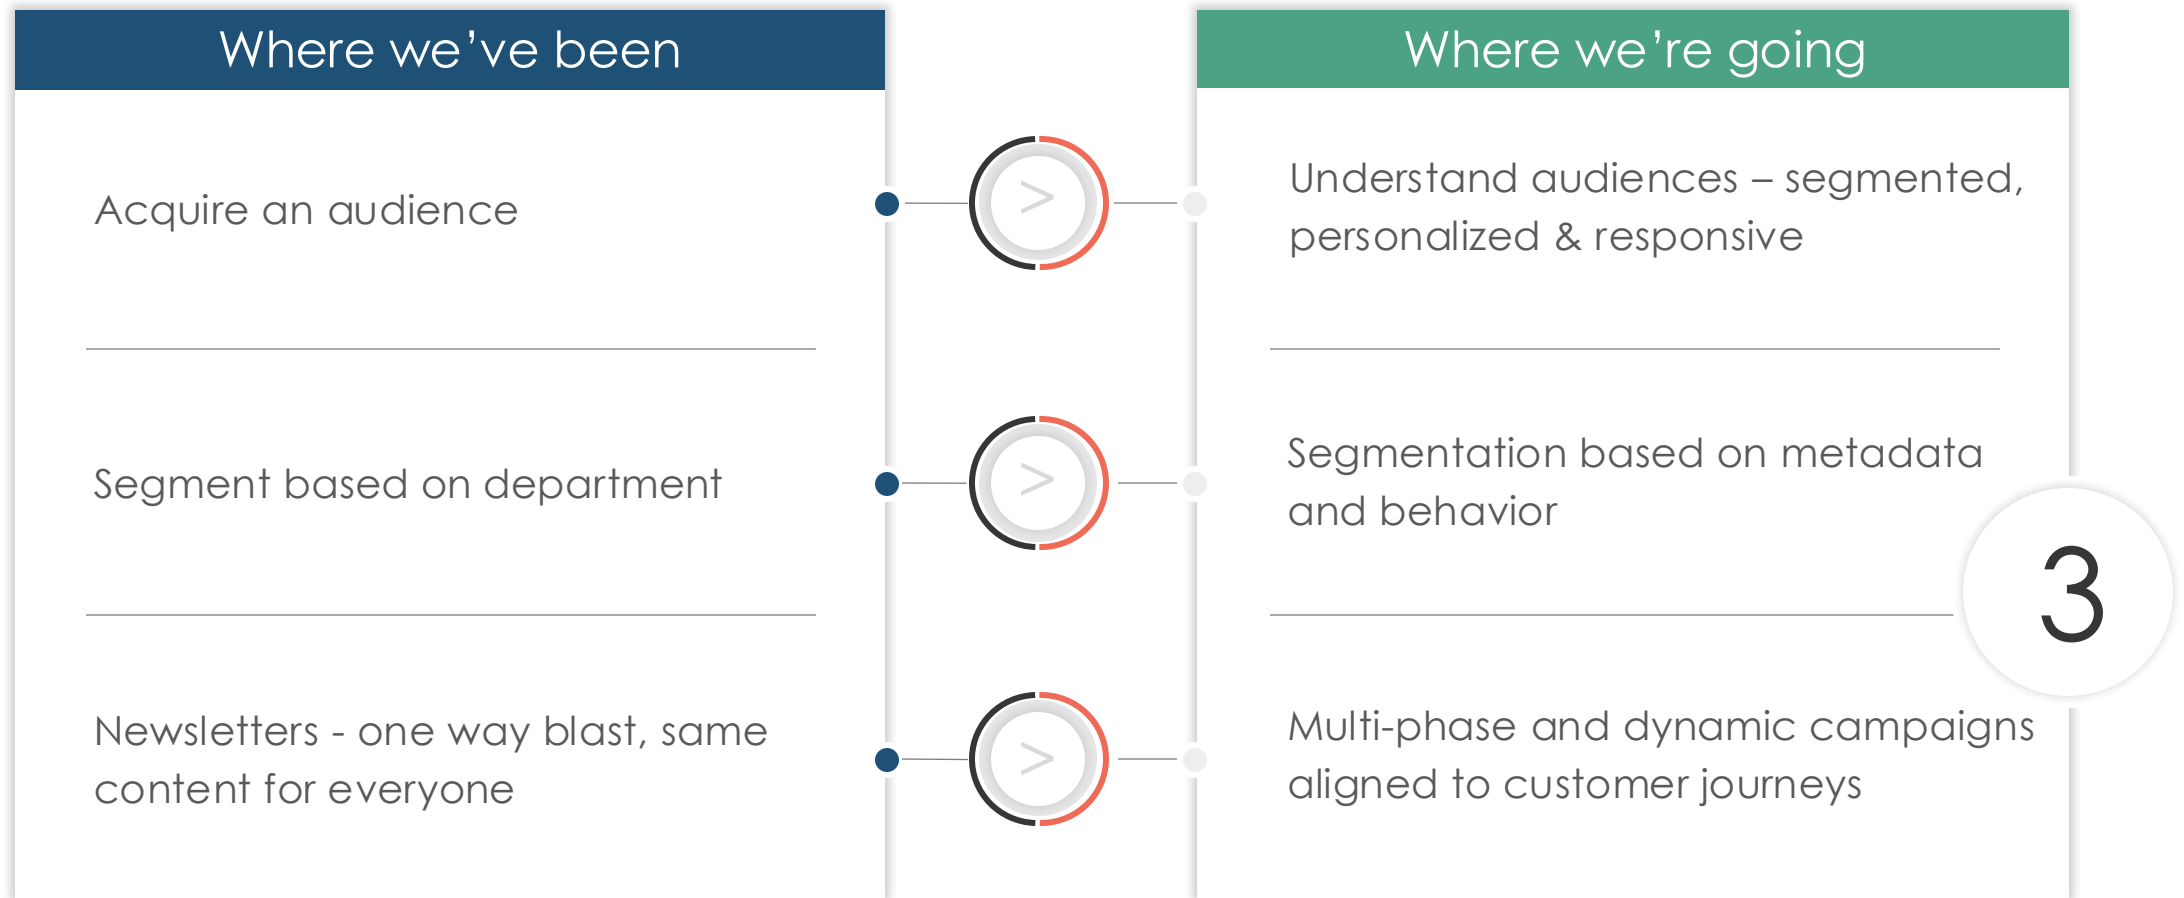 Where we’ve been
Where we’re going
Acquire an audience
>
Understand audiences – segmented,
personalized & responsive
Segment based on department
>
Segmentation based on metadata
and behavior
3
Newsletters - one way blast, same
content for everyone
>
Multi-phase and dynamic campaigns
aligned to customer journeys